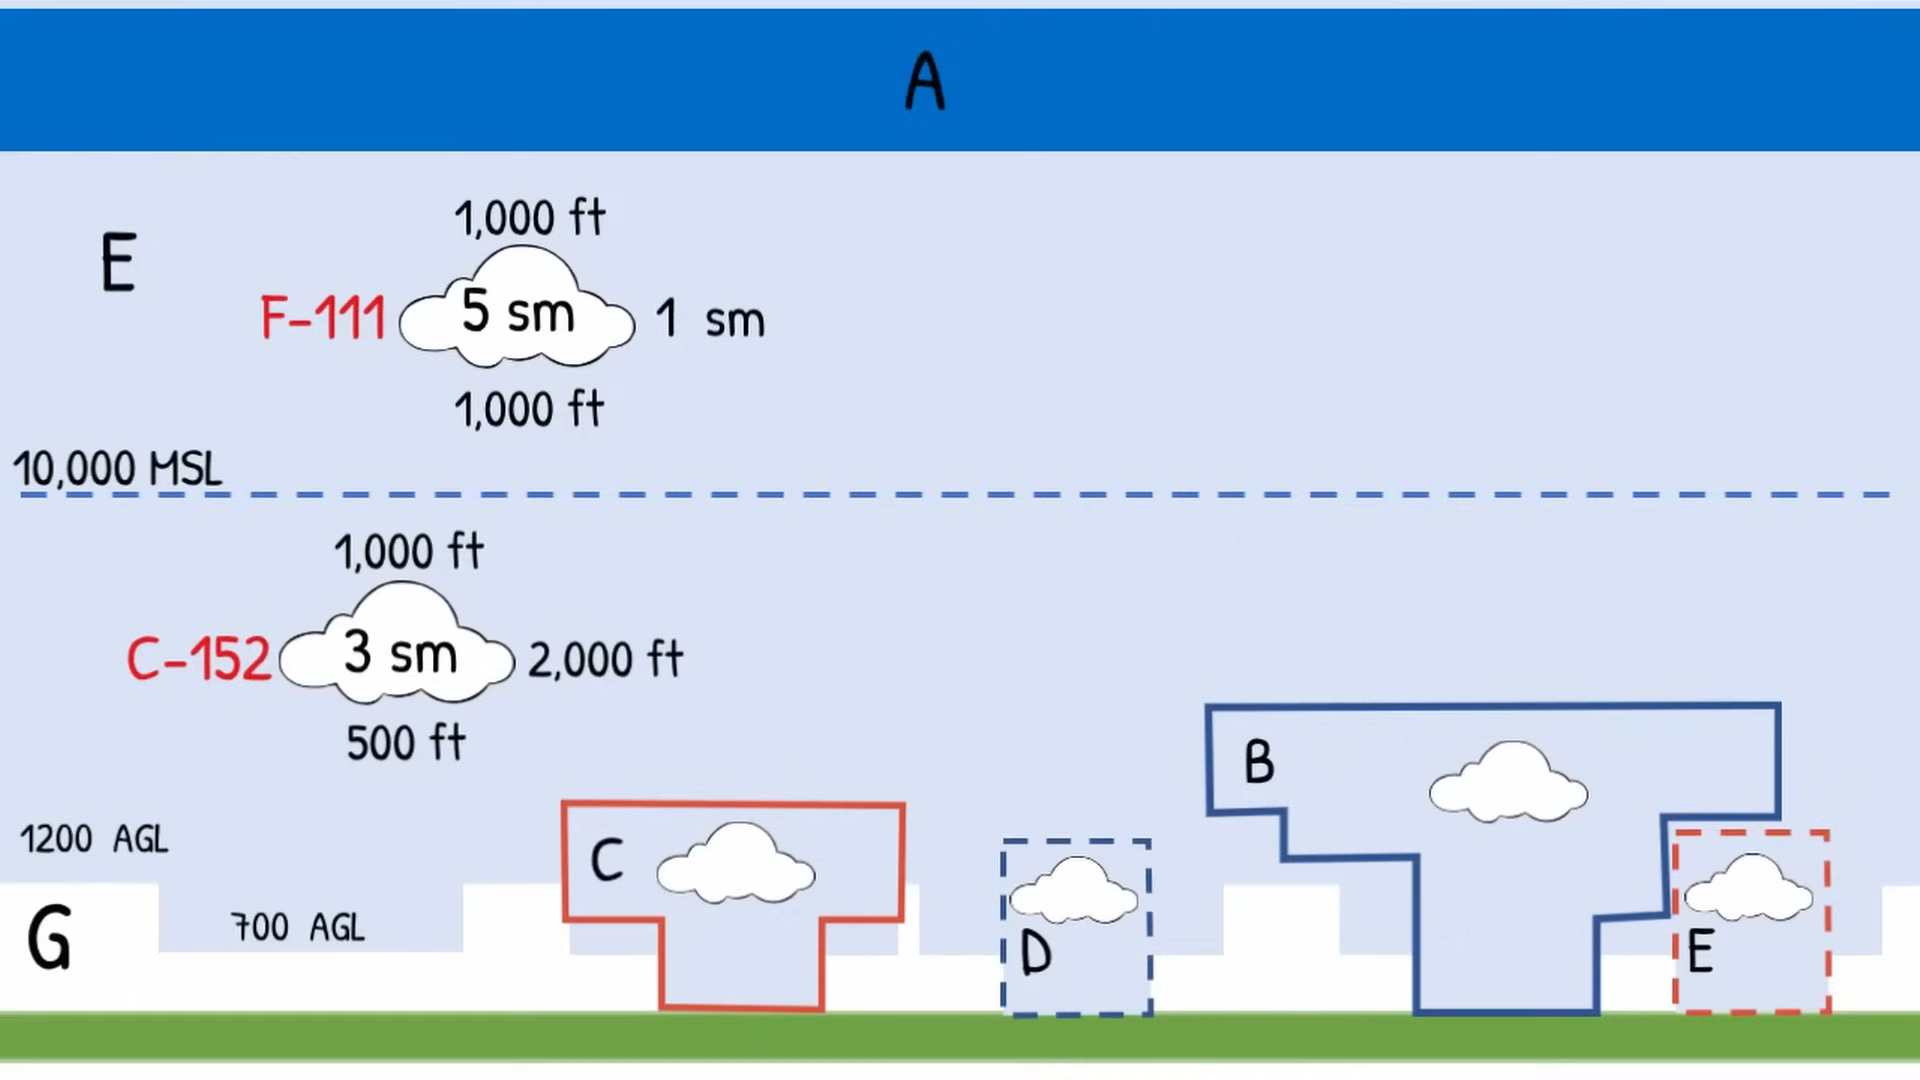 A
E
1,000 ft
F-111 5 sm 1 sm
1,000 ft
10,000 MSL
1,000 ft
C-152 3 sm 2,000 ft
500 ft
B
1200 AGL
C
G
700 AGL
D
E